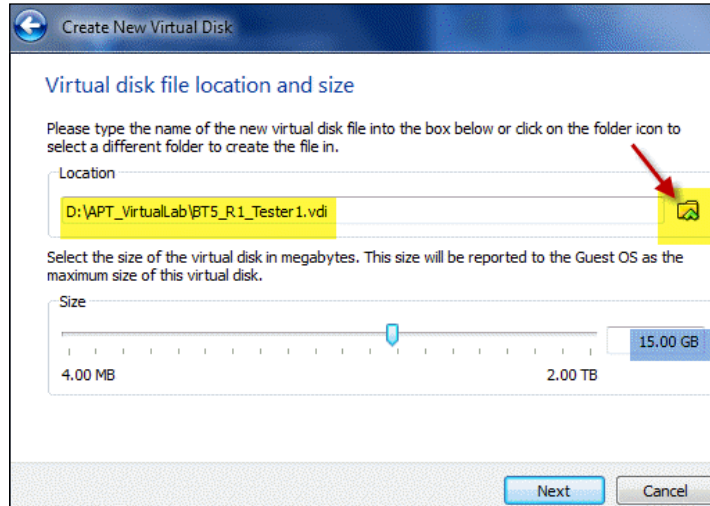 Create New Virtual Disk
Virtual disk file location and size
Please type the name of the new virtual disk file into the box below or click on the folder icon to
select a different folder to create the file in.
Location
D:\APT_VirtualLab\BT5_R1_Tester1.vdi
Select the size of the virtual disk in megabytes. This size will be reported to the Guest OS as the
maximum size of this virtual disk.
Size
15.00 GB
4.00 MB 2.00 TB
Next Cancel